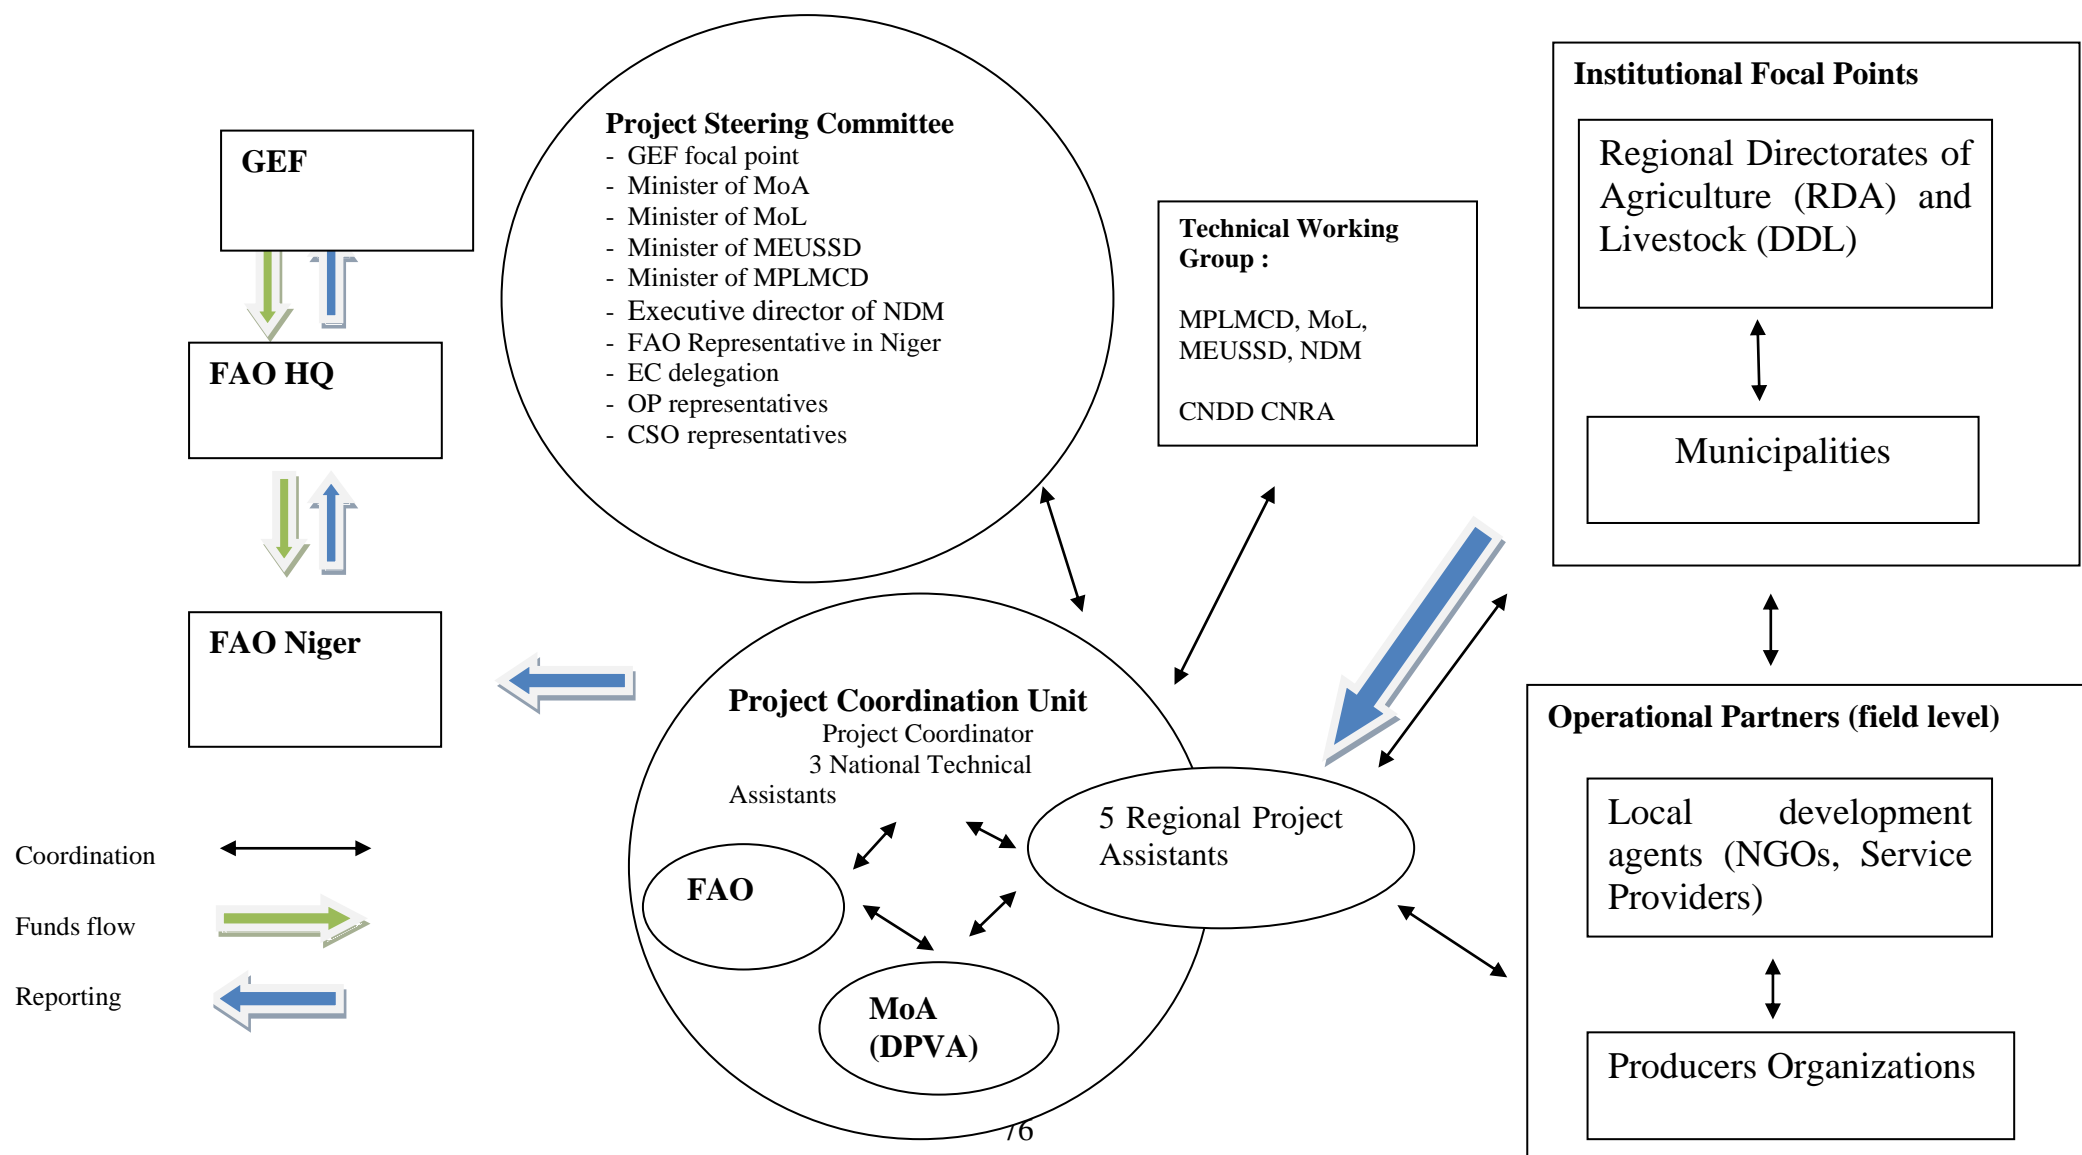 GEF
FAO HQ
FAO Niger
Coordination
Funds flow
Reporting
Project Steering Committee
- GEF focal point
- Minister of MoA
- Minister of MoL
- Minister of MEUSSD
- Minister of MPLMCD
- Executive director of NDM
- FAO Representative in Niger
- EC delegation
- OP representatives
- CSO representatives
Technical Working
Group :
MPLMCD, MoL,
MEUSSD, NDM
CNDD CNRA
Project Coordination Unit
Project Coordinator
3 National Technical
Assistants
FAO
MoA
(DPVA)
5 Regional Project
Assistants
Institutional Focal Points
Regional Directorates of
Agriculture (RDA) and
Livestock (DDL)
Municipalities
Operational Partners (field level)
Local development
agents (NGOs, Service
Providers)
Producers Organizations
76